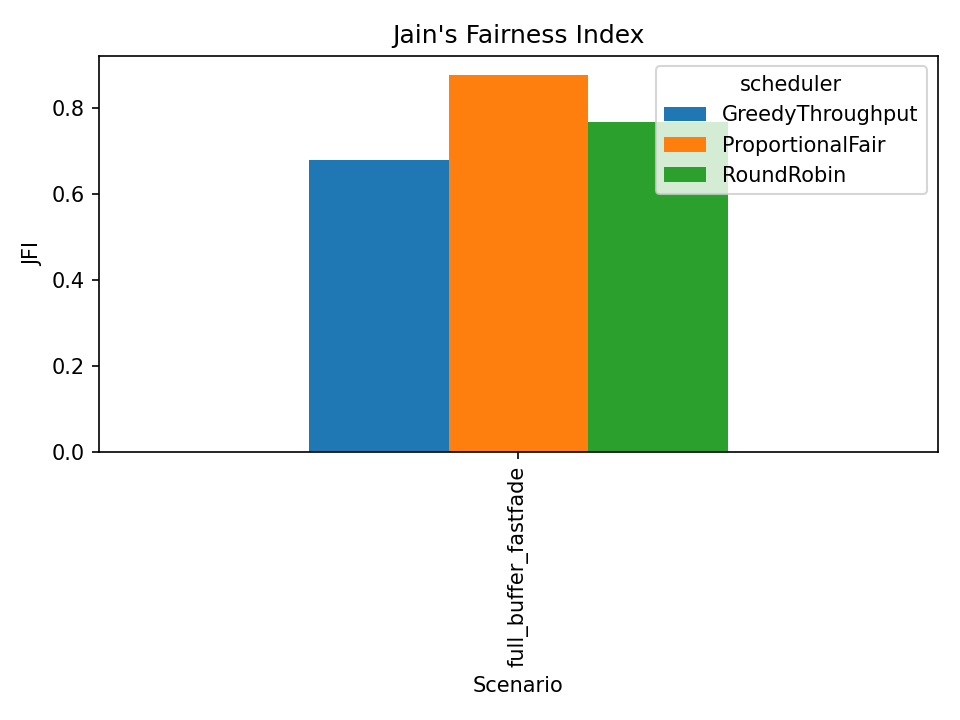 Jain's Fairness Index
scheduler
GreedyThroughput
ProportionalFair
RoundRobin
0.8
0.6
0.4
0.2
0.0
JFI
full_buffer_fastfade
Scenario